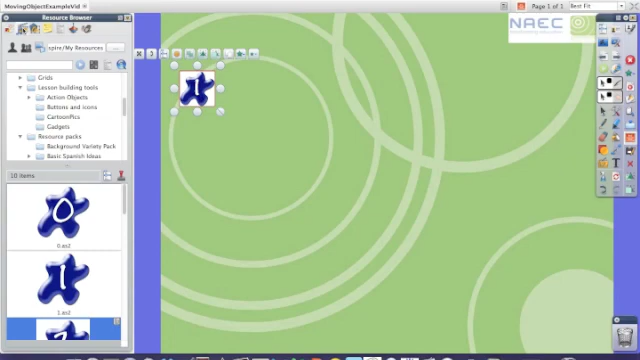 MovingObjectExampleVid
Page 1 of 1
Best Fit
Resource Browser
NAEC
spire/My Resources
Grids
Lesson building tools
Action Objects
Buttons and icons
CartoonPics
Gadgets
Resource packs
Background Variety Pack
Basic Spanish Ideas
10 items
0
0.as2
1
1.as2
1
T